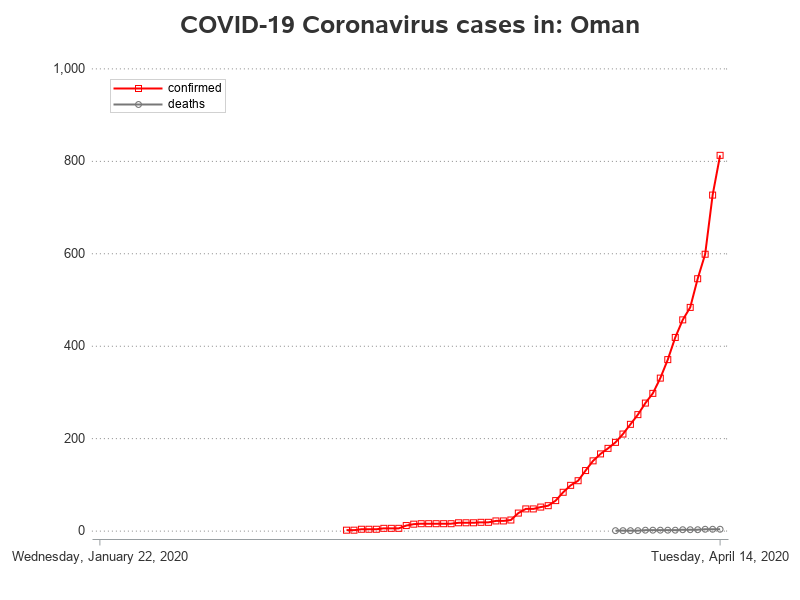 COVID-19 Coronavirus cases in: Oman
1,000
confirmed
deaths
800
600
400
200
0
Wednesday, January 22, 2020 Tuesday, April 14, 2020